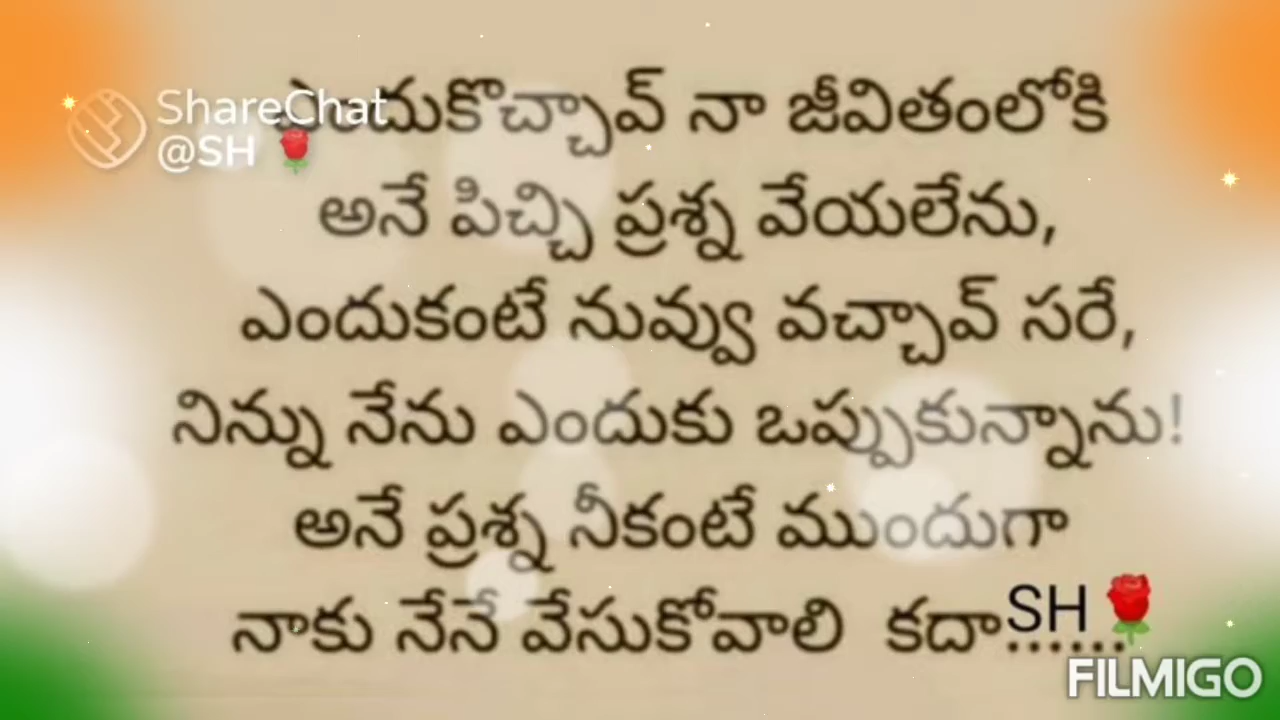 ShareChat
@SH
ఎందుకొచ్చావ్ నా జీవితంలోకి
అనే పిచ్చి ప్రశ్న వేయలేను,
ఎందుకంటే నువ్వు వచ్చావ్ సరే,
నిన్ను నేను ఎందుకు ఒప్పుకున్నాను!
అనే ప్రశ్న నీకంటే ముందుగా
నాకు నేనే వేసుకోవాలి కదా......
SH
FILMIGO